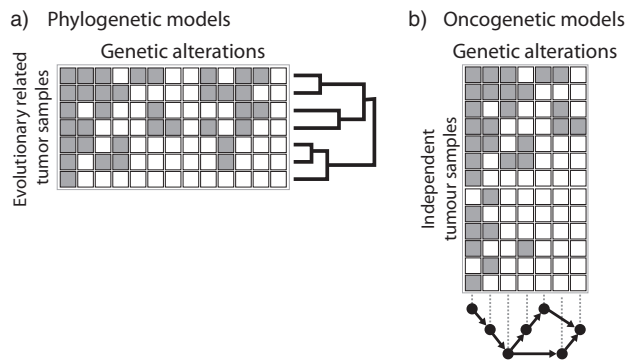 a) Phylogenetic models
Genetic alterations
Evolutionary related
tumor samples
b) Oncogenetic models
Genetic alterations
Independent
tumour samples